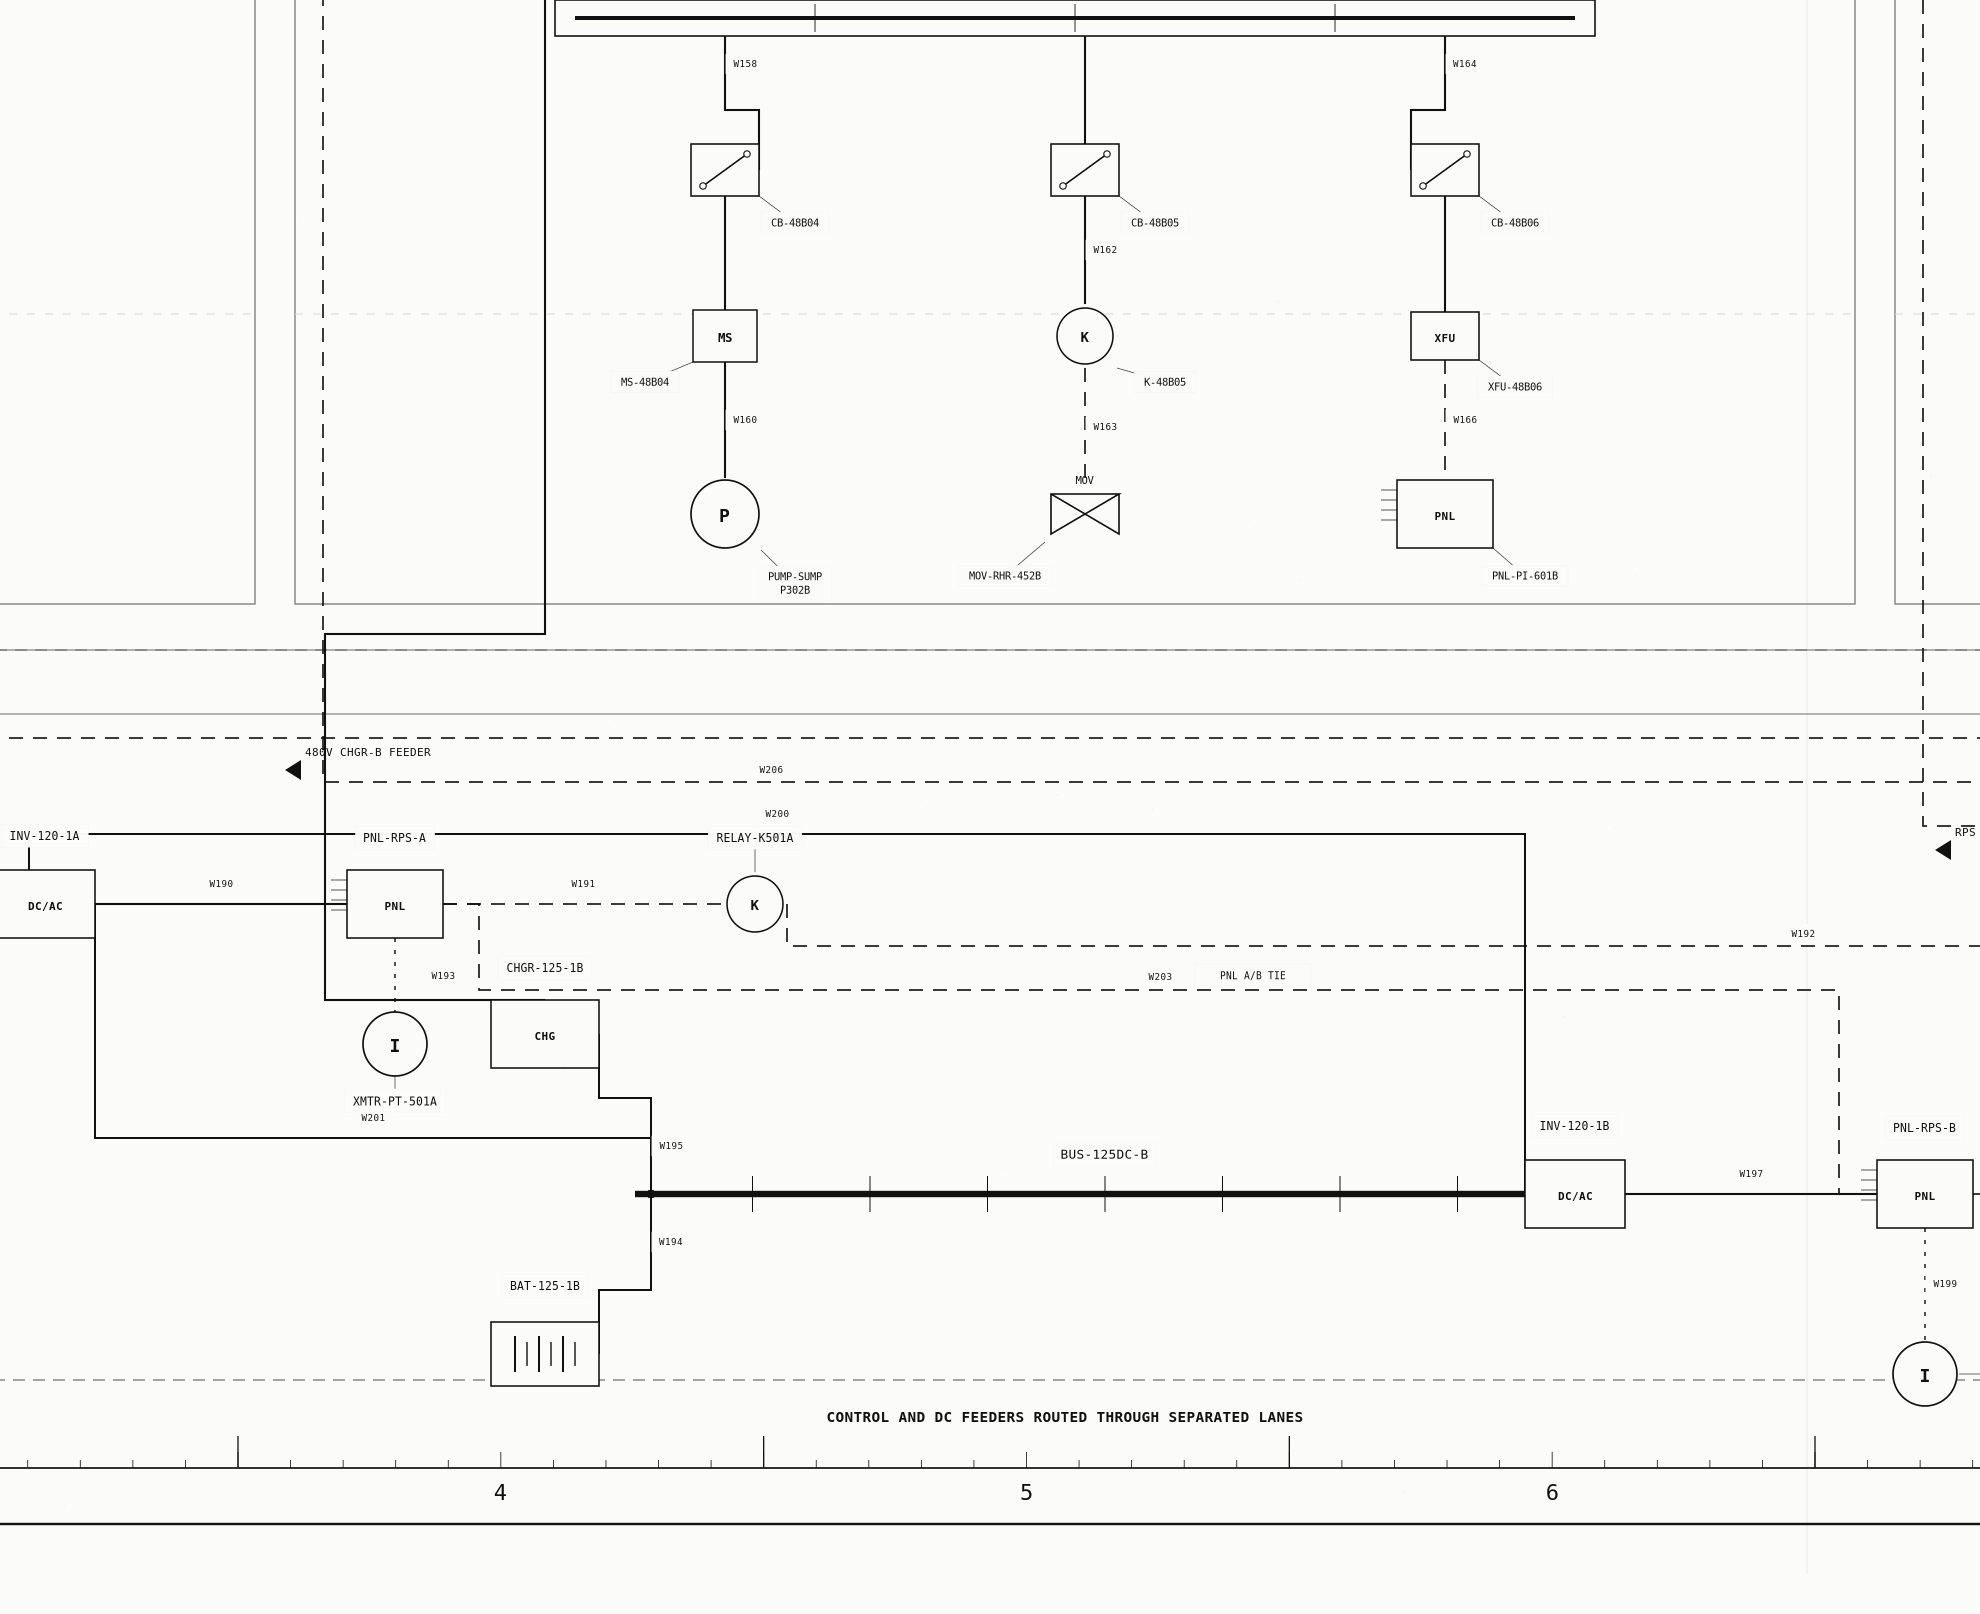 W158
W164
CB-48B04
CB-48B05
CB-48B06
W162
MS
K
XFU
MS-48B04
K-48B05
XFU-48B06
W160
W163
W166
MOV
P
PNL
PUMP-SUMP
P302B
MOV-RHR-452B
PNL-PI-601B
480V CHGR-B FEEDER
W206
W200
INV-120-1A
PNL-RPS-A
RELAY-K501A
RPS
DC/AC
W190
PNL
W191
K
W192
W193
CHGR-125-1B
W203
PNL A/B TIE
CHG
I
XMTR-PT-501A
W201
W195
BUS-125DC-B
INV-120-1B
PNL-RPS-B
W197
DC/AC
PNL
W194
BAT-125-1B
W199
I
CONTROL AND DC FEEDERS ROUTED THROUGH SEPARATED LANES
4
5
6